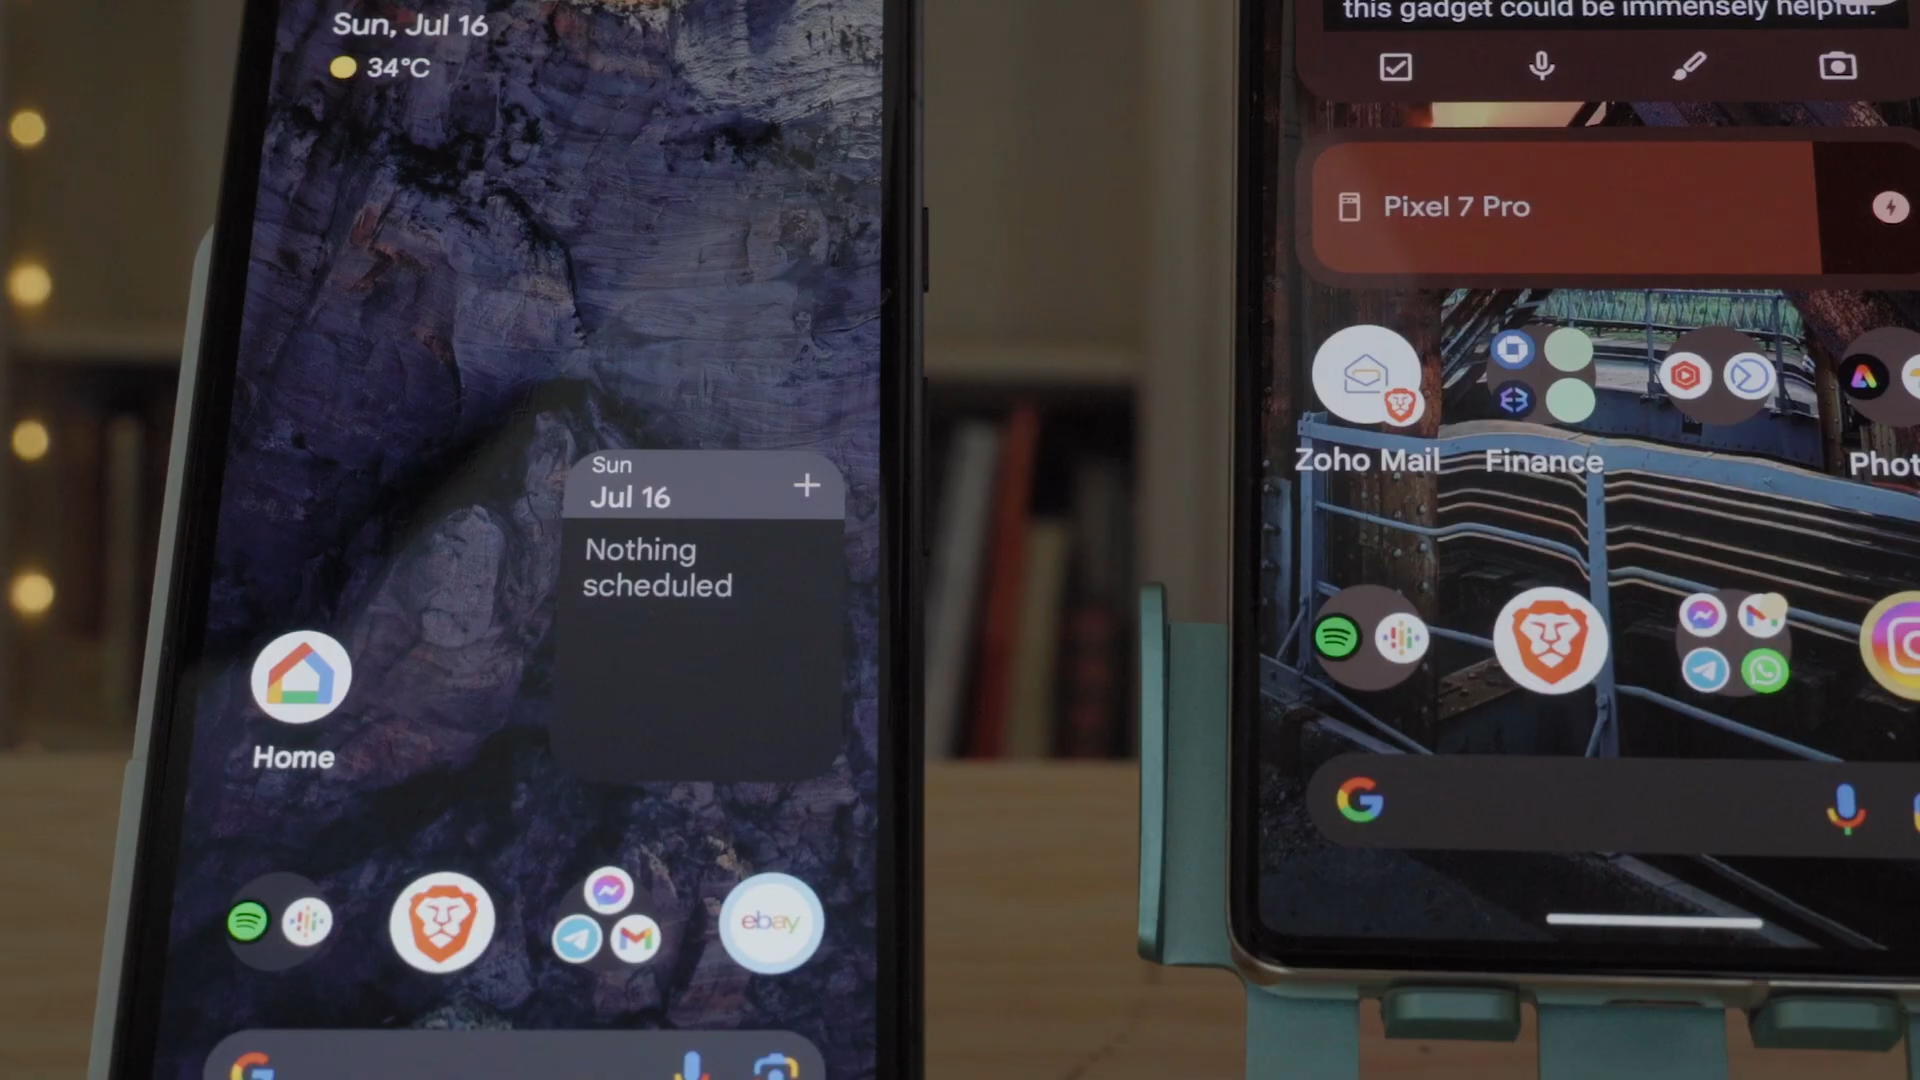 Sun, Jul 16
34°C
Sun
Jul 16
Nothing
scheduled
Home
ebay
this gadget could be immensely helpful.
Pixel 7 Pro
Zoho Mail
Finance
Phot